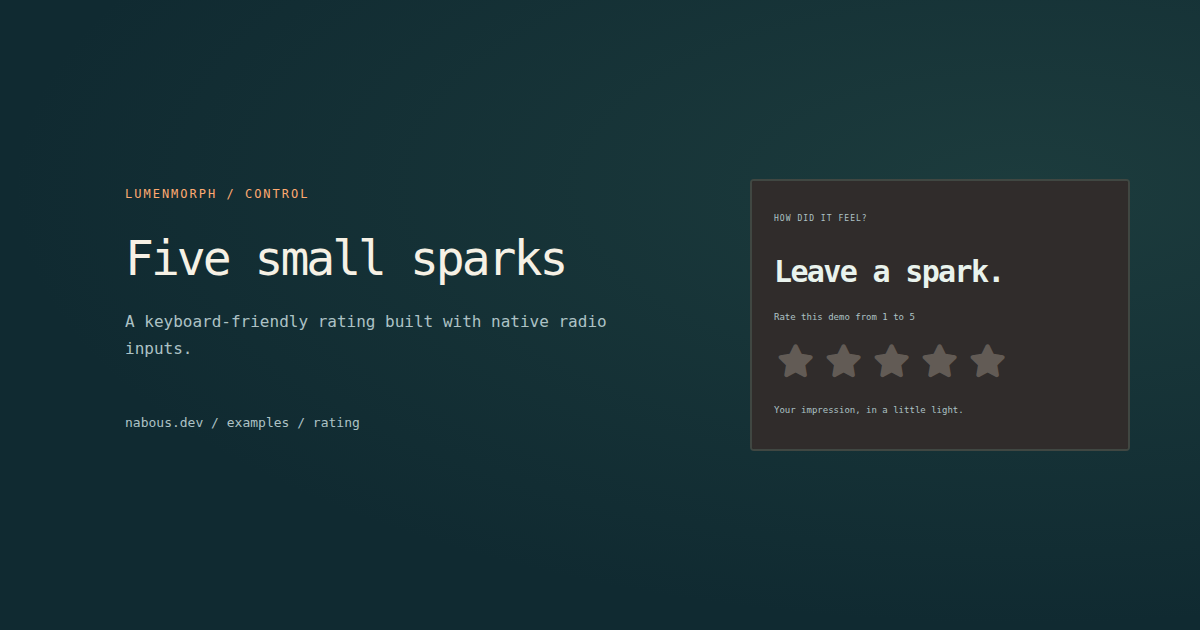 LUMENMORPH / CONTROL
Five small sparks
A keyboard-friendly rating built with native radio
inputs.
nabous.dev / examples / rating
HOW DID IT FEEL?
Leave a spark.
Rate this demo from 1 to 5
Your impression, in a little light.